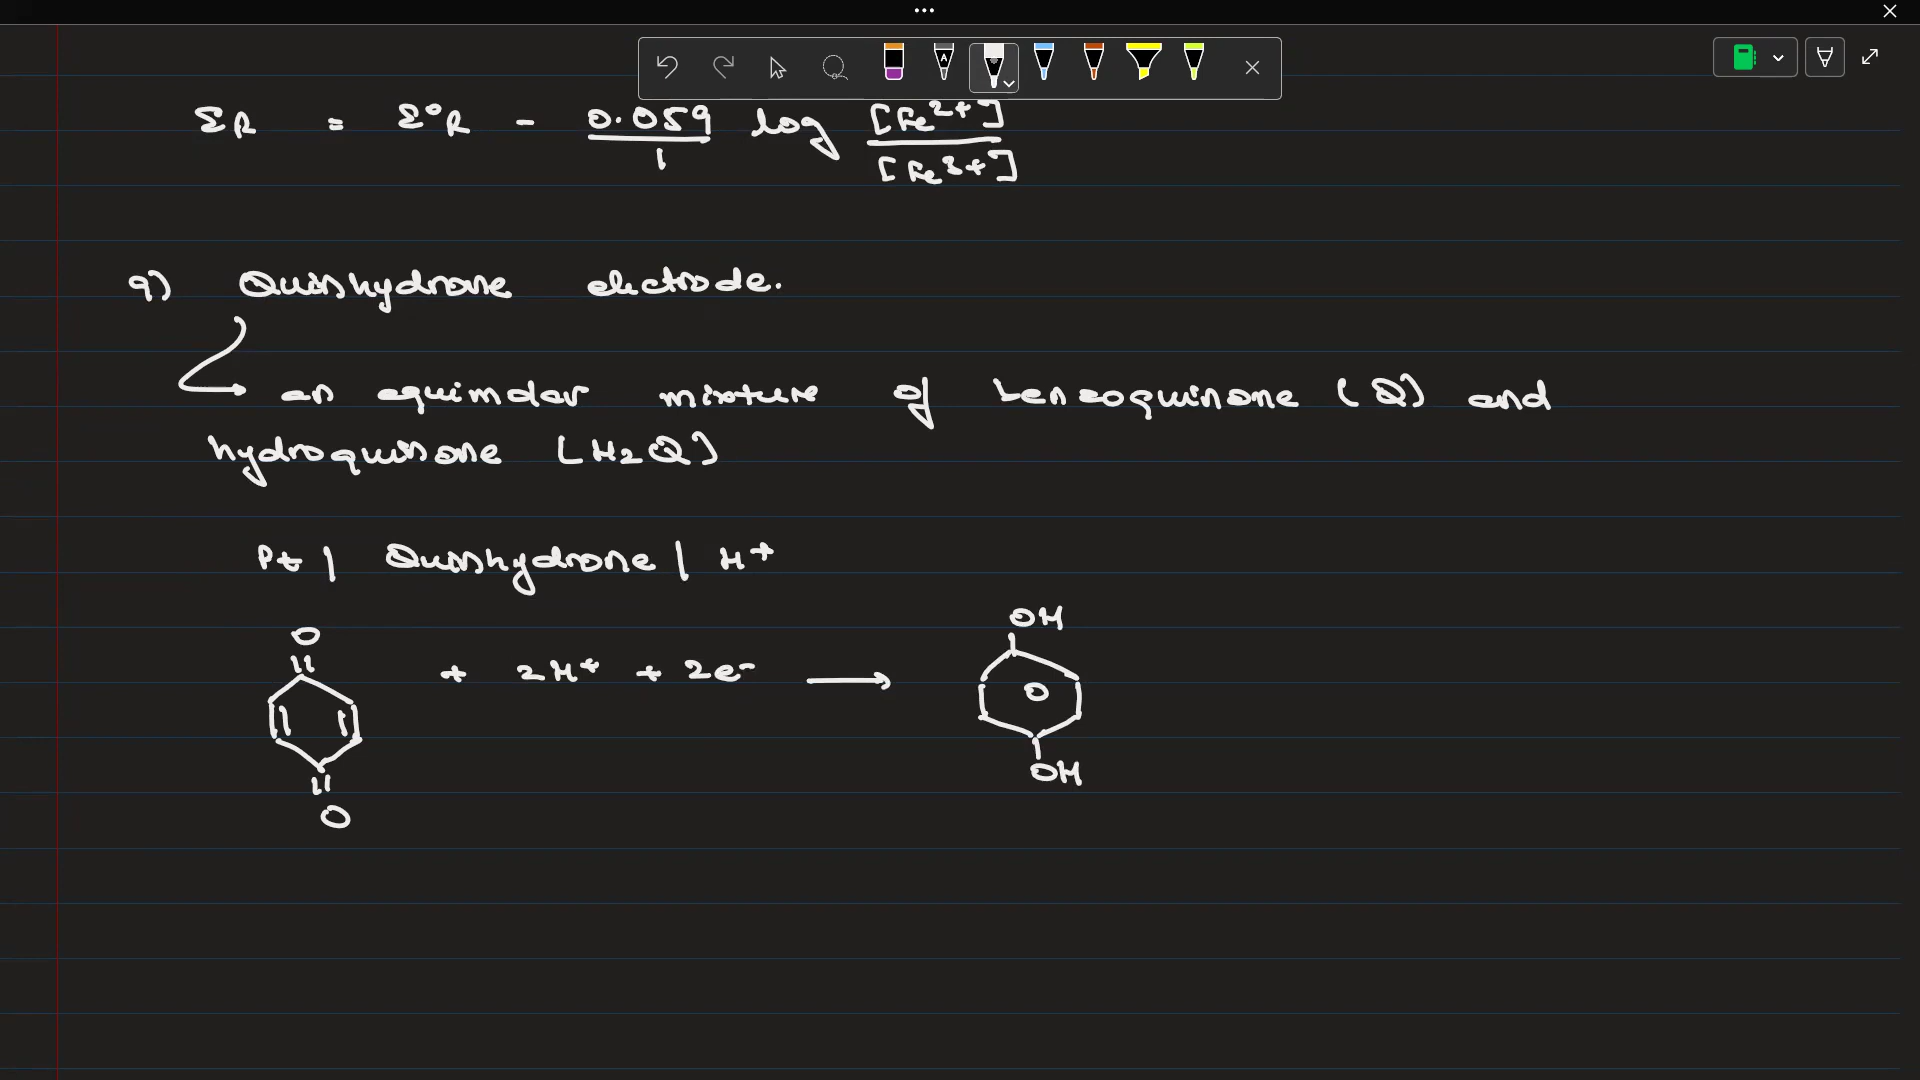 ER = E°R - 0.059/1 log [Fe2+]/[Fe3+]
9) Quinhydrone electrode.
an equimolar mixture of benzoquinone (Q) and
hydroquinone (H2Q)
Pt | Quinhydrone | H+
O
OH
+ 2H+ + 2e- →
O
OH